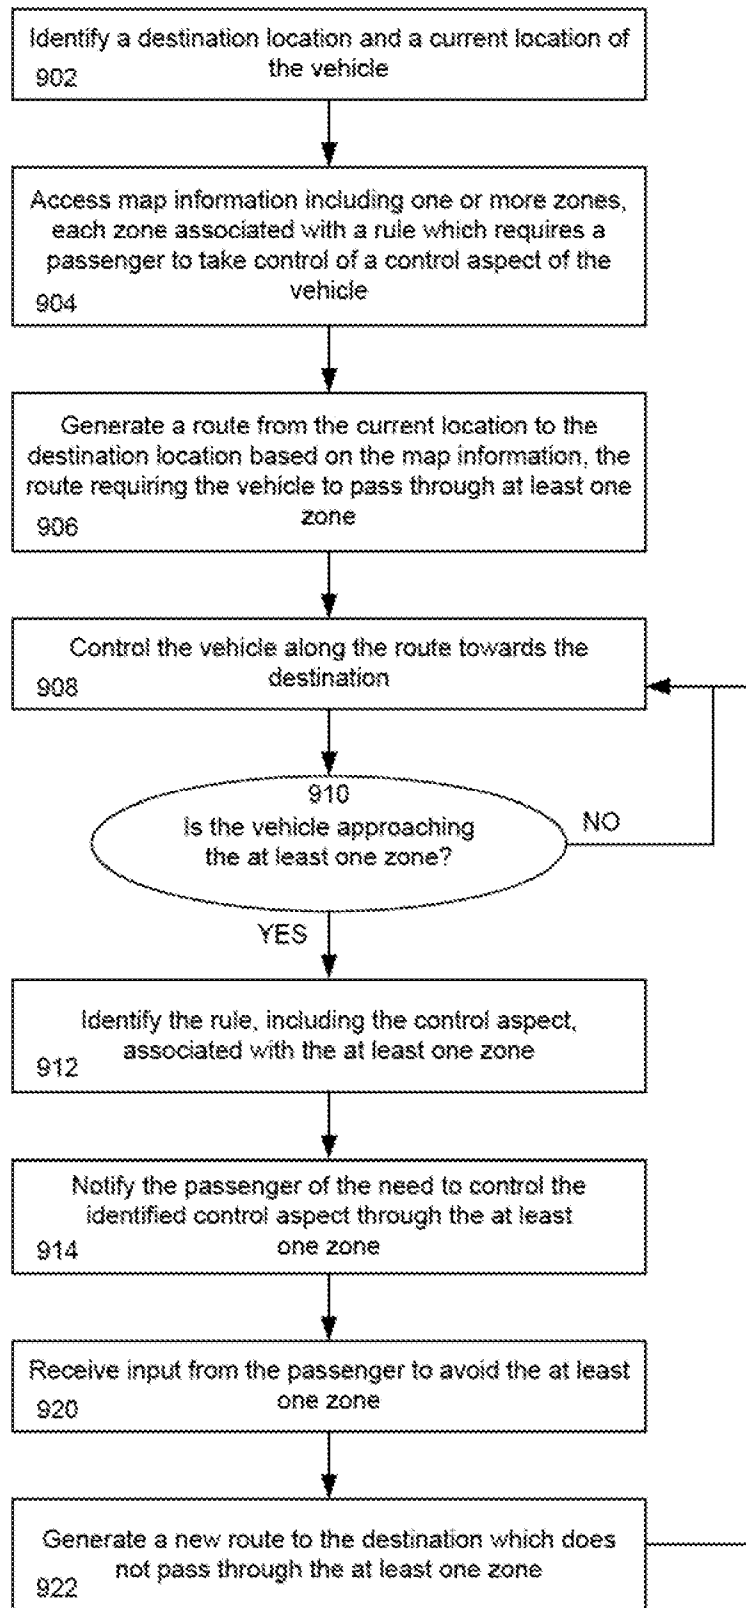 Identify a destination location and a current location of
the vehicle
902
Access map information including one or more zones,
each zone associated with a rule which requires a
passenger to take control of a control aspect of the
vehicle
904
Generate a route from the current location to the
destination location based on the map information, the
route requiring the vehicle to pass through at least one
zone
906
Control the vehicle along the route towards the
destination
908
910
Is the vehicle approaching
the at least one zone?
NO
YES
Identify the rule, including the control aspect,
associated with the at least one zone
912
Notify the passenger of the need to control the
identified control aspect through the at least
one zone
914
Receive input from the passenger to avoid the at least
one zone
920
Generate a new route to the destination which does
not pass through the at least one zone
922